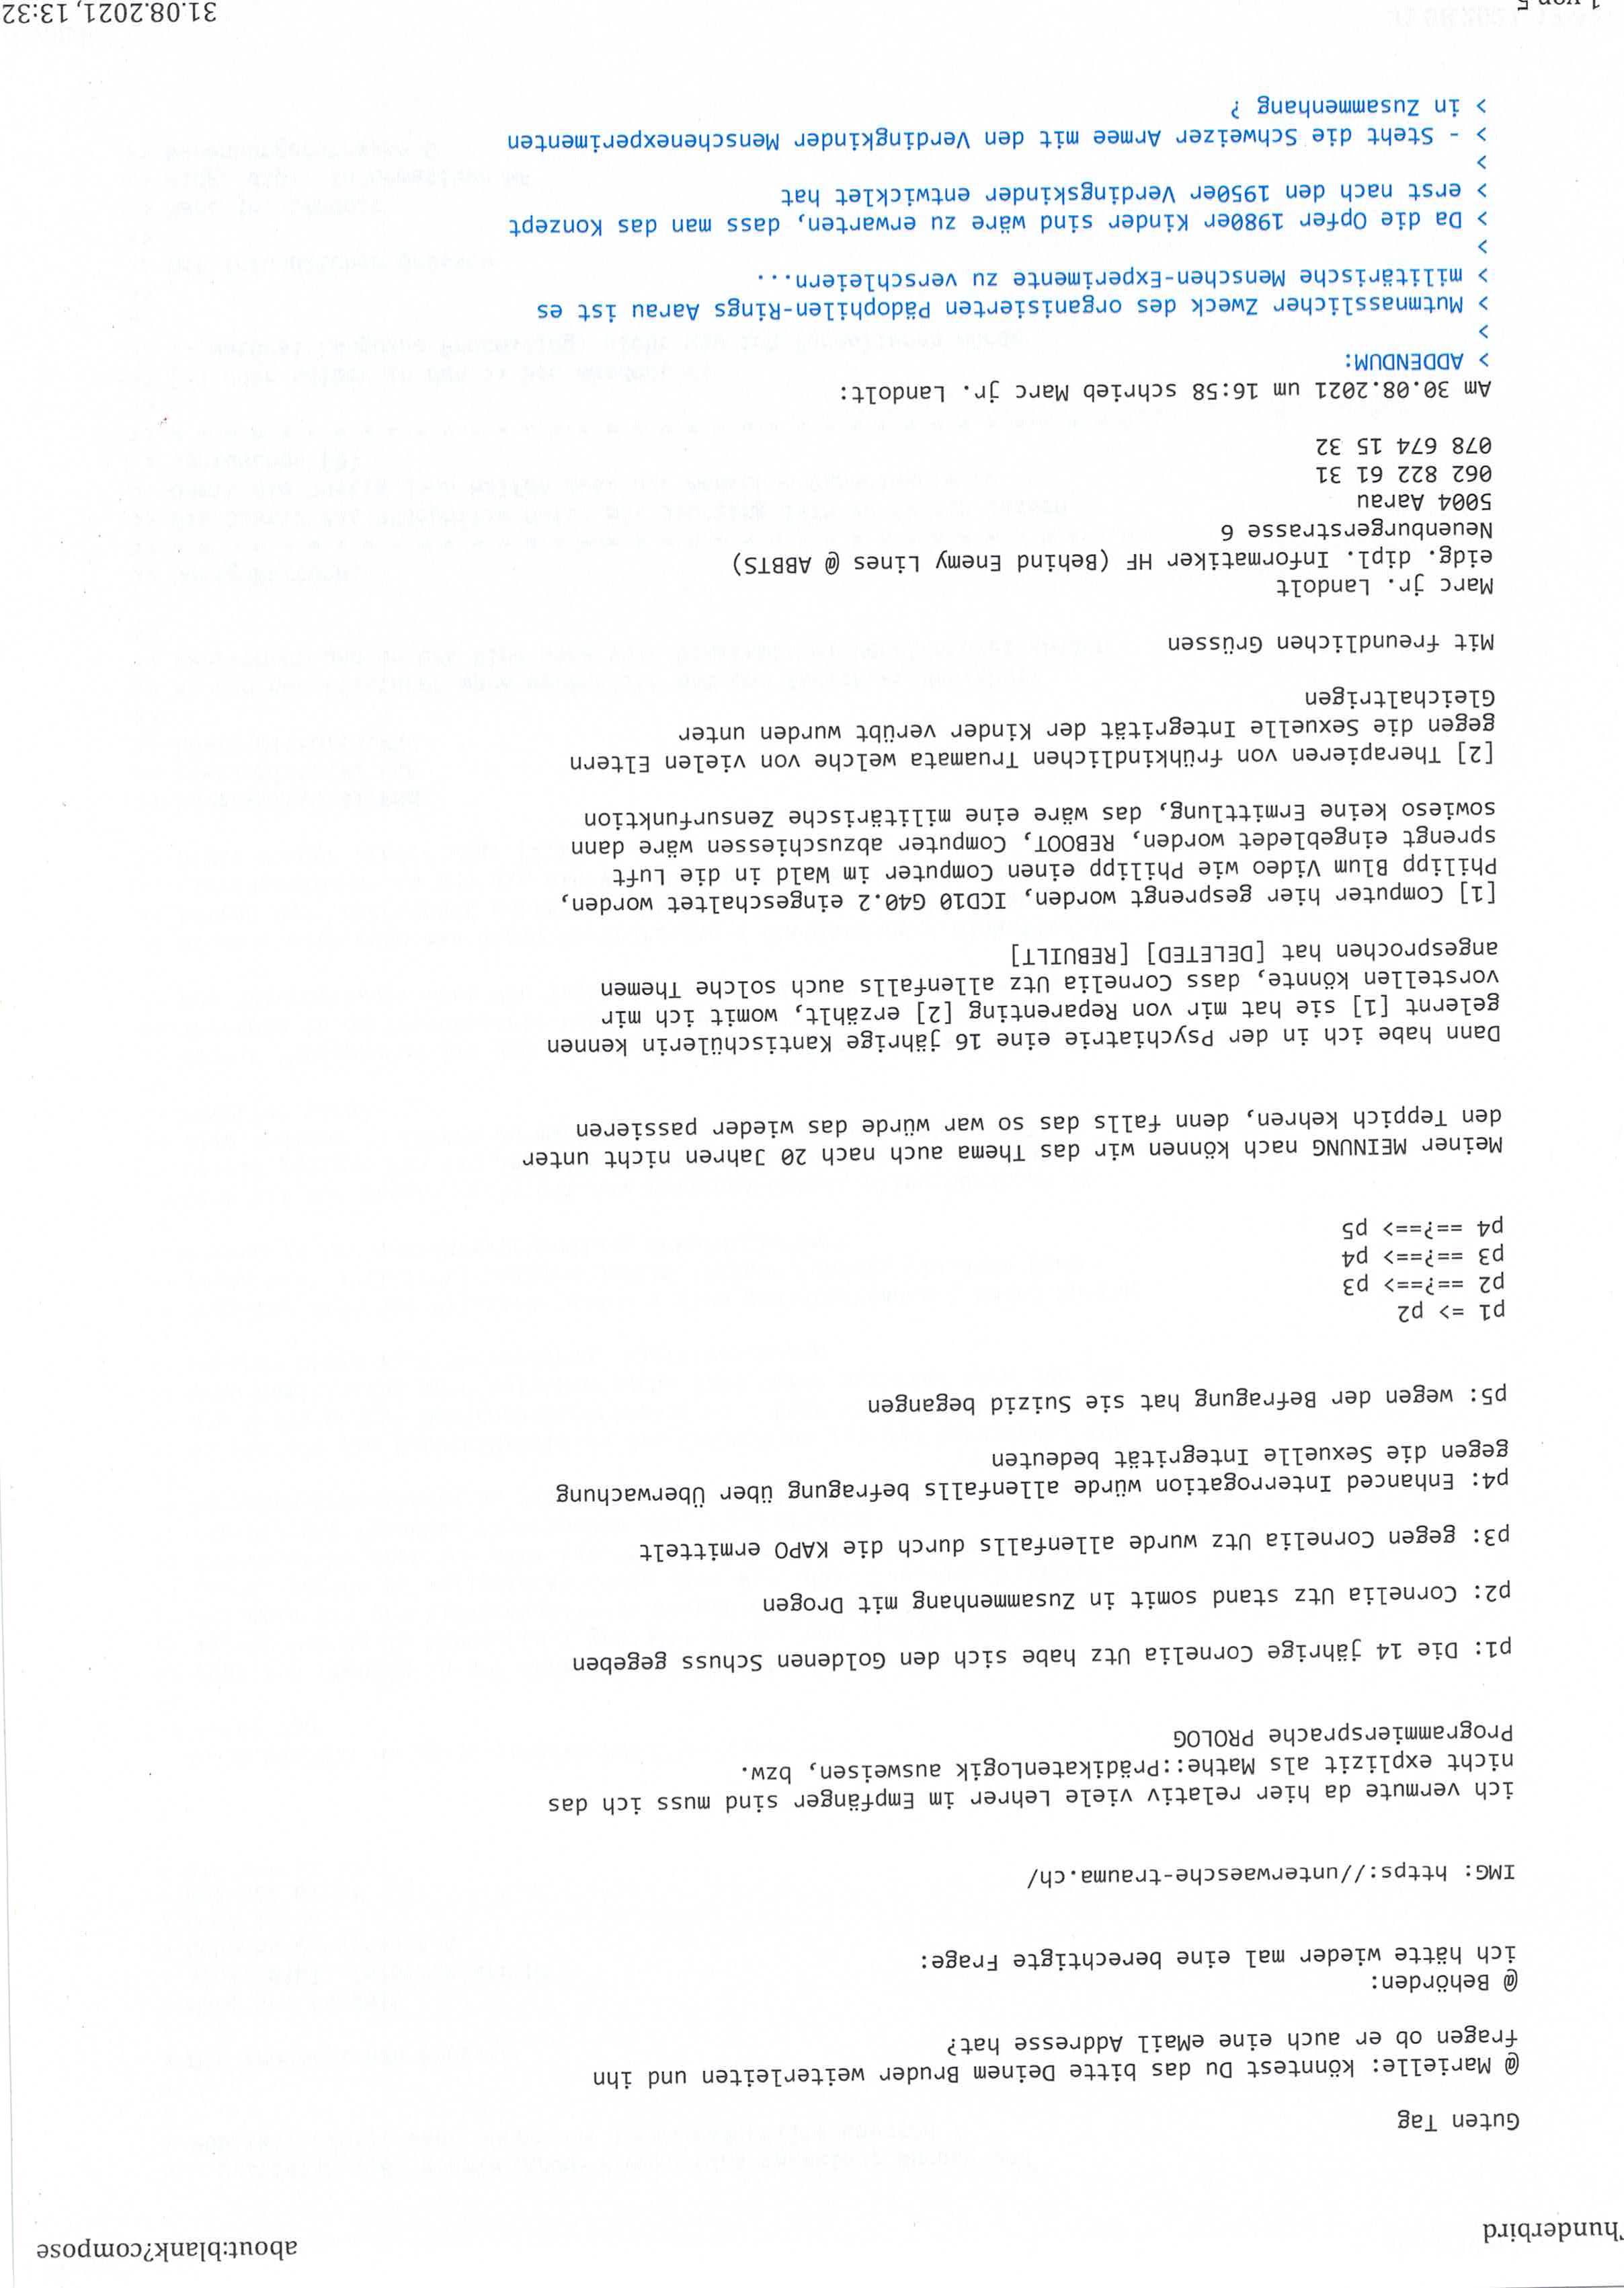 Thunderbird
about:blank?compose
Guten Tag
@ Marielle: könntest Du das bitte Deinem Bruder weiterleiten und ihn
fragen ob er auch eine eMail Addresse hat?
@ Behörden:
ich hätte wieder mal eine berechtigte Frage:
IMG: https://unterwaesche-trauma.ch/
ich vermute da hier relativ viele Lehrer im Empfänger sind muss ich das
nicht explizit als Mathe::PrädikatenLogik ausweisen, bzw.
Programmiersprache PROLOG
p1: Die 14 jährige Cornelia Utz habe sich den Goldenen Schuss gegeben
p2: Cornelia Utz stand somit in Zusammenhang mit Drogen
p3: gegen Cornelia Utz wurde allenfalls durch die KAPO ermittelt
p4: Enhanced Interrogation würde allenfalls befragung über Überwachung
gegen die Sexuelle Integrität bedeuten
p5: wegen der Befragung hat sie Suizid begangen
p1 => p2
p2 ==?==> p3
p3 ==?==> p4
p4 ==?==> p5
Meiner MEINUNG nach können wir das Thema auch nach 20 Jahren nicht unter
den Teppich kehren, denn falls das so war würde das wieder passieren
Dann habe ich in der Psychiatrie eine 16 jährige Kantischülerin kennen
gelernt [1] sie hat mir von Reparenting [2] erzählt, womit ich mir
vorstellen könnte, dass Cornelia Utz allenfalls auch solche Themen
angesprochen hat [DELETED] [REBUILT]
[1] Computer hier gesprengt worden, ICD10 G40.2 eingeschaltet worden,
Philipp Blum Video wie Philipp einen Computer im Wald in die Luft
sprengt eingebledet worden, REBOOT, Computer abzuschiessen wäre dann
sowieso keine Ermittlung, das wäre eine militärische Zensurfunktion
[2] Therapieren von frühkindlichen Truamata welche von vielen Eltern
gegen die Sexuelle Integrität der Kinder verübt wurden unter
Gleichaltrigen
Mit freundlichen Grüssen
Marc jr. Landolt
eidg. dipl. Informatiker HF (Behind Enemy Lines @ ABBTS)
Neuenburgerstrasse 6
5004 Aarau
062 822 61 31
078 674 15 32
Am 30.08.2021 um 16:58 schrieb Marc jr. Landolt:
> ADDENDUM:
>
> Mutmasslicher Zweck des organisierten Pädophilen-Rings Aarau ist es
> militärische Menschen-Experimente zu verschleiern...
>
> Da die Opfer 1980er Kinder sind wäre zu erwarten, dass man das Konzept
> erst nach den 1950er Verdingskinder entwicklet hat
>
> - Steht die Schweizer Armee mit den Verdingkinder Menschenexperimenten
> in Zusammenhang ?
1 von 5
31.08.2021, 13:32